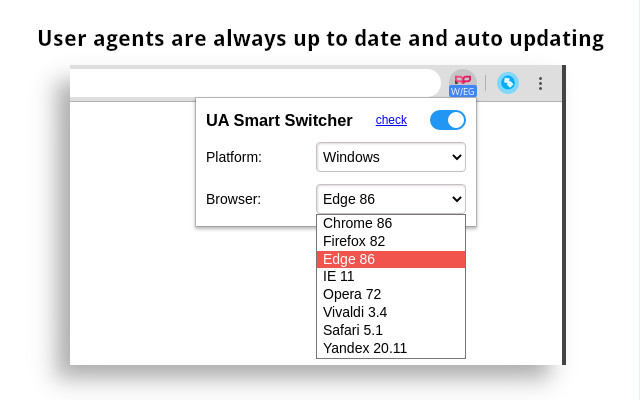 User agents are always up to date and auto updating
W/EG
UA Smart Switcher check
Platform: Windows
Browser: Edge 86
Chrome 86
Firefox 82
Edge 86
IE 11
Opera 72
Vivaldi 3.4
Safari 5.1
Yandex 20.11